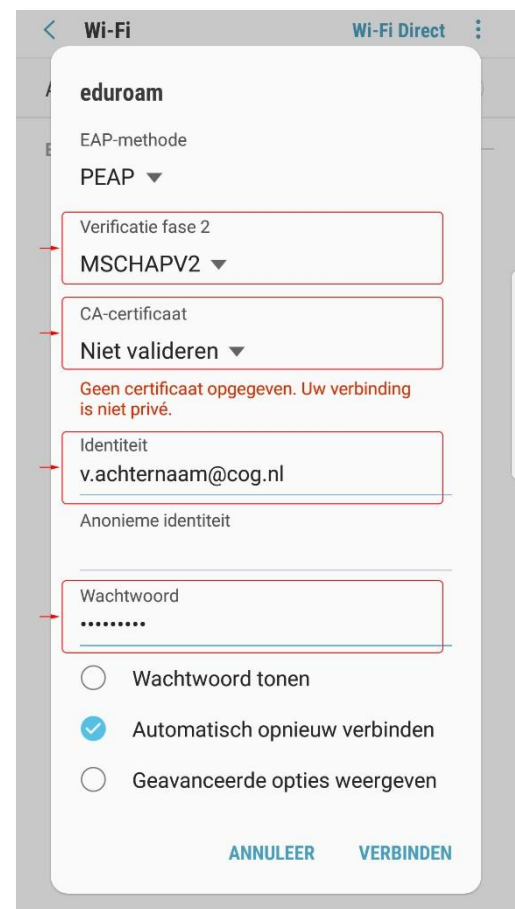 Wi-Fi Wi-Fi Direct
eduroam
EAP-methode
PEAP
Verificatie fase 2
MSCHAPV2
CA-certificaat
Niet valideren
Geen certificaat opgegeven. Uw verbinding
is niet privé.
Identiteit
v.achternaam@cog.nl
Anonieme identiteit
Wachtwoord
•••••••••
Wachtwoord tonen
Automatisch opnieuw verbinden
Geavanceerde opties weergeven
ANNULEER VERBINDEN